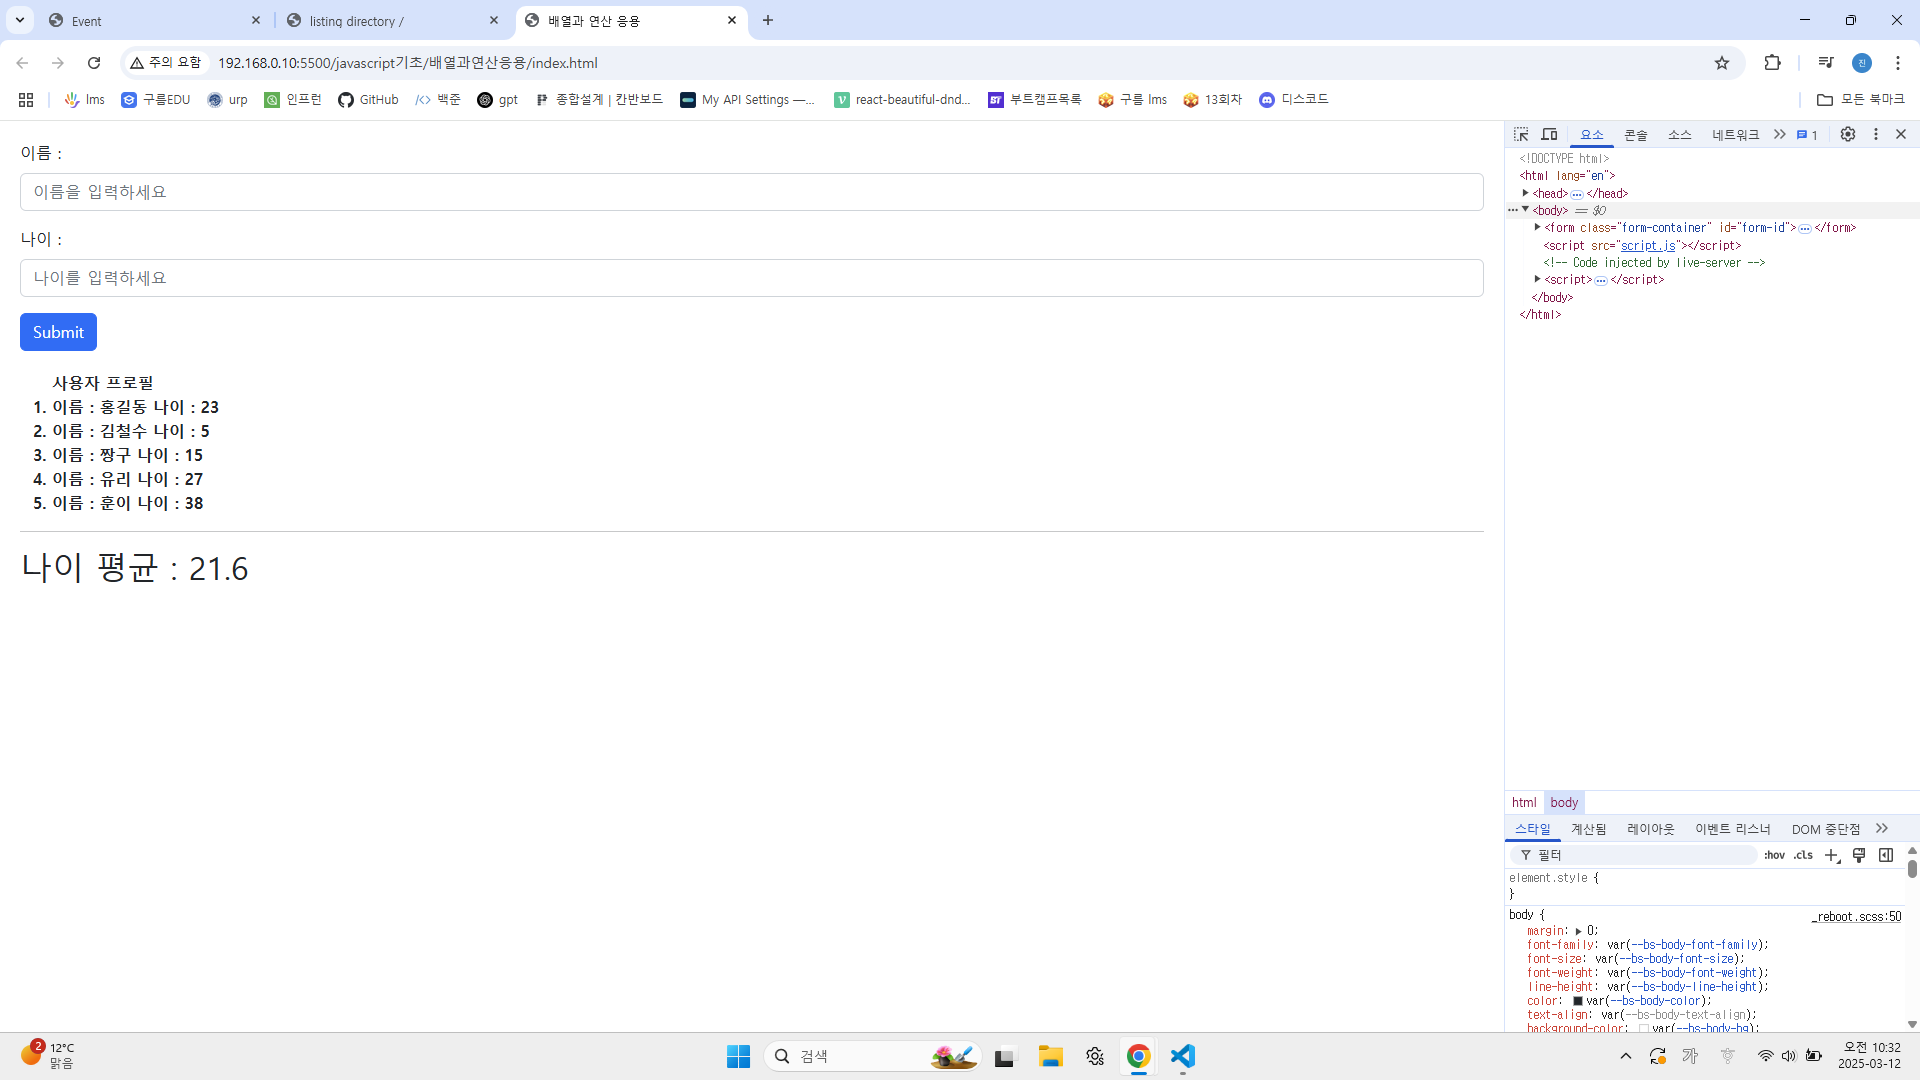 Event
listing directory /
배열과 연산 응용
주의 요함
192.168.0.10:5500/javascript기초/배열과연산응용/index.html
진
lms
구름EDU
urp
인프런
GitHub
백준
gpt
종합설계 | 칸반보드
My API Settings —...
react-beautiful-dnd...
부트캠프목록
구름 lms
13회차
디스코드
모든 북마크
이름 :
이름을 입력하세요
나이 :
나이를 입력하세요
Submit
사용자 프로필
1. 이름 : 홍길동 나이 : 23
2. 이름 : 김철수 나이 : 5
3. 이름 : 짱구 나이 : 15
4. 이름 : 유리 나이 : 27
5. 이름 : 훈이 나이 : 38
나이 평균 : 21.6
요소 콘솔 소스 네트워크 1
<!DOCTYPE html>
<html lang="en">
<head> ⋯ </head>
<body> == $0
<form class="form-container" id="form-id"> ⋯ </form>
<script src="script.js"></script>
<!-- Code injected by live-server -->
<script> ⋯ </script>
</body>
</html>
html body
스타일 계산됨 레이아웃 이벤트 리스너 DOM 중단점
필터 :hov .cls
element.style {
}
body { _reboot.scss:50
margin: ▶ 0;
font-family: var(--bs-body-font-family);
font-size: var(--bs-body-font-size);
font-weight: var(--bs-body-font-weight);
line-height: var(--bs-body-line-height);
color: var(--bs-body-color);
text-align: var(--bs-body-text-align);
background-color: var(--bs-body-bg);
2
12°C
맑음
검색
가
오전 10:32
2025-03-12